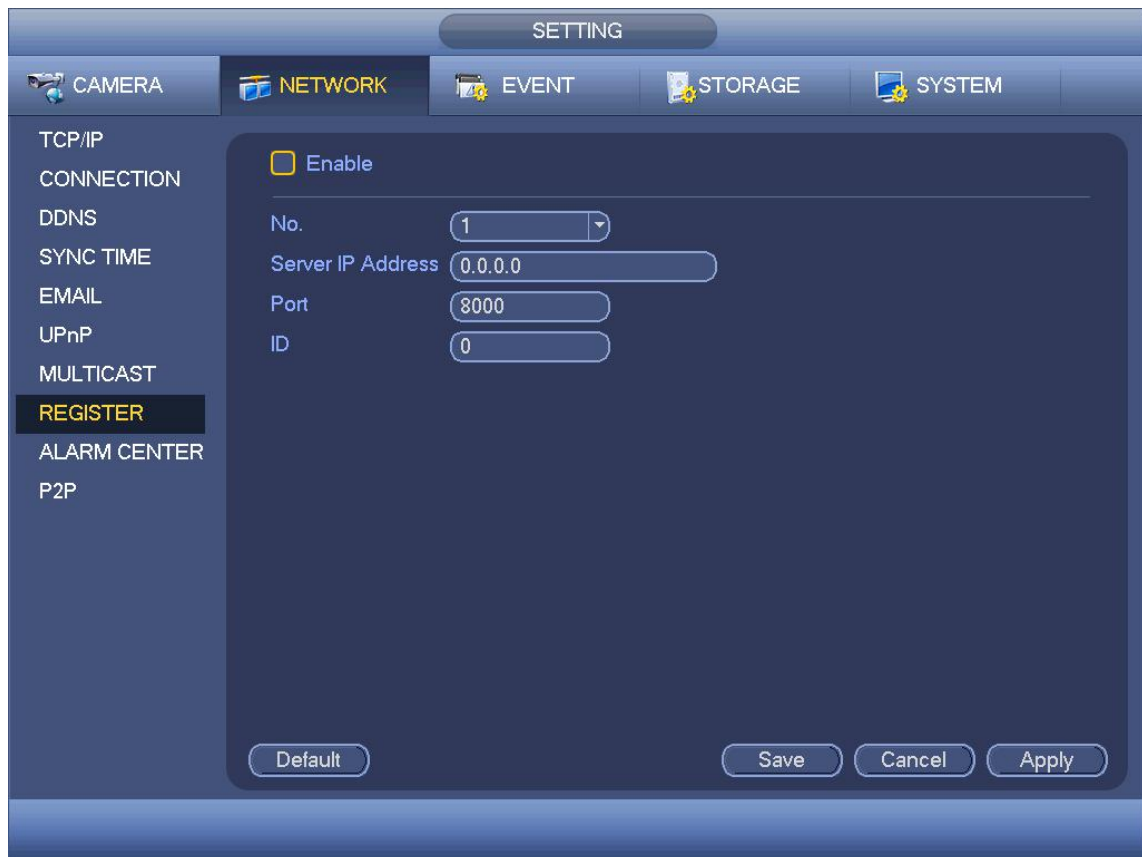 SETTING
CAMERA NETWORK EVENT STORAGE SYSTEM
TCP/IP
CONNECTION
DDNS
SYNC TIME
EMAIL
UPnP
MULTICAST
REGISTER
ALARM CENTER
P2P
Enable
No. 1
Server IP Address 0.0.0.0
Port 8000
ID 0
Default Save Cancel Apply